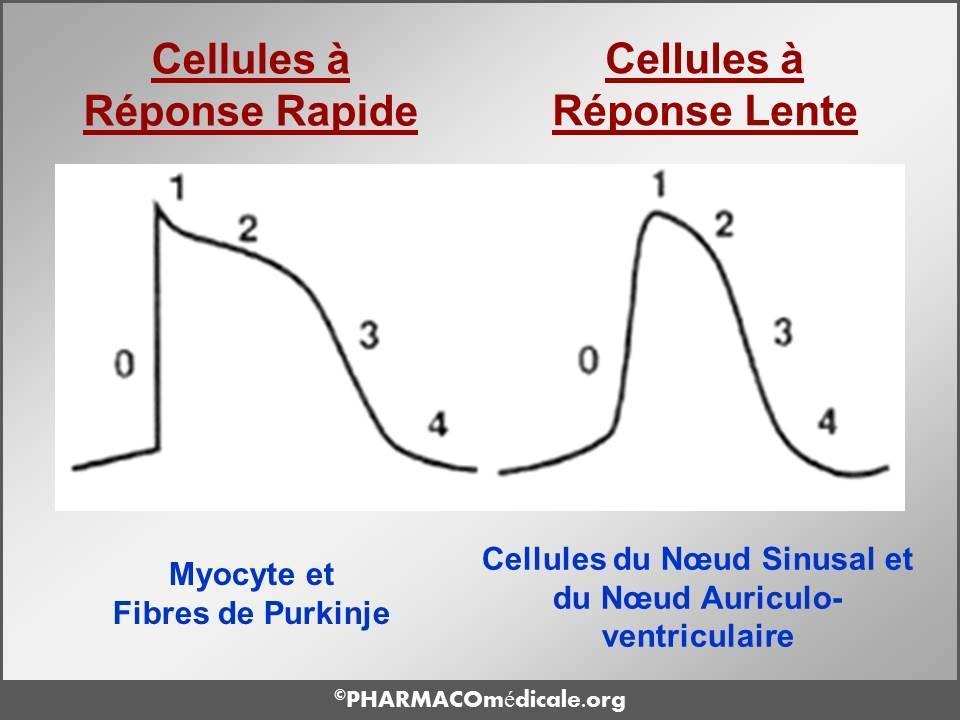 Cellules à
Réponse Rapide
Cellules à
Réponse Lente
1
2
0
3
4
1
2
0
3
4
Myocyte et
Fibres de Purkinje
Cellules du Nœud Sinusal et
du Nœud Auriculo-
ventriculaire
©PHARMACOmédicale.org